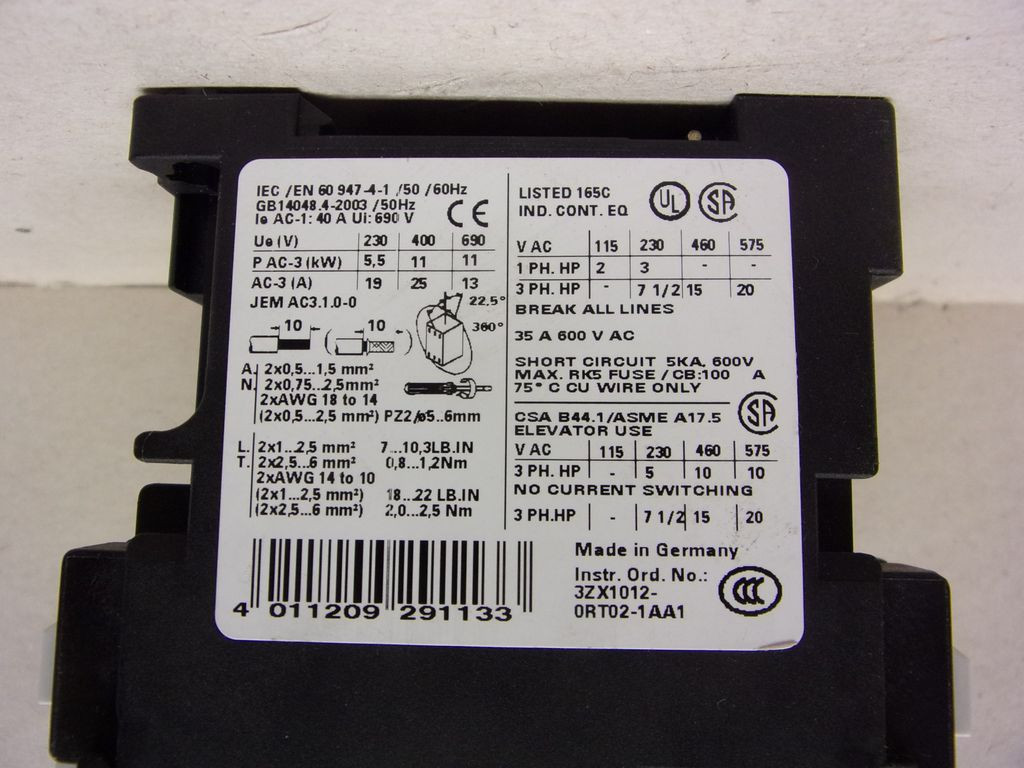 IEC /EN 60 947-4-1 /50 /60Hz
GB14048.4-2003 /50Hz
Ie AC-1: 40 A Ui: 690 V
CE
Ue (V) 230 400 690
P AC-3 (kW) 5,5 11 11
AC-3 (A) 19 25 13
JEM AC3.1.0-0
22,5°
360°
10 ( 10 )
A. 2x0,5...1,5 mm²
N. 2x0,75...2,5mm²
2xAWG 18 to 14
(2x0,5...2,5 mm²) PZ2/ø5..6mm
L. 2x1...2,5 mm² 7...10,3LB.IN
T. 2x2,5...6 mm² 0,8...1,2Nm
2xAWG 14 to 10
(2x1...2,5 mm²) 18...22 LB.IN
(2x2,5...6 mm²) 2,0...2,5 Nm
4 011209 291133
LISTED 165C
IND. CONT. EQ
UL SA
V AC 115 230 460 575
1 PH. HP 2 3 - -
3 PH. HP - 7 1/2 15 20
BREAK ALL LINES
35 A 600 V AC
SHORT CIRCUIT 5KA, 600V
MAX. RK5 FUSE / CB:100 A
75° C CU WIRE ONLY
CSA B44.1/ASME A17.5
ELEVATOR USE
SA
V AC 115 230 460 575
3 PH. HP - 5 10 10
NO CURRENT SWITCHING
3 PH.HP - 7 1/2 15 20
Made in Germany
Instr. Ord. No.:
3ZX1012-
0RT02-1AA1
CCC